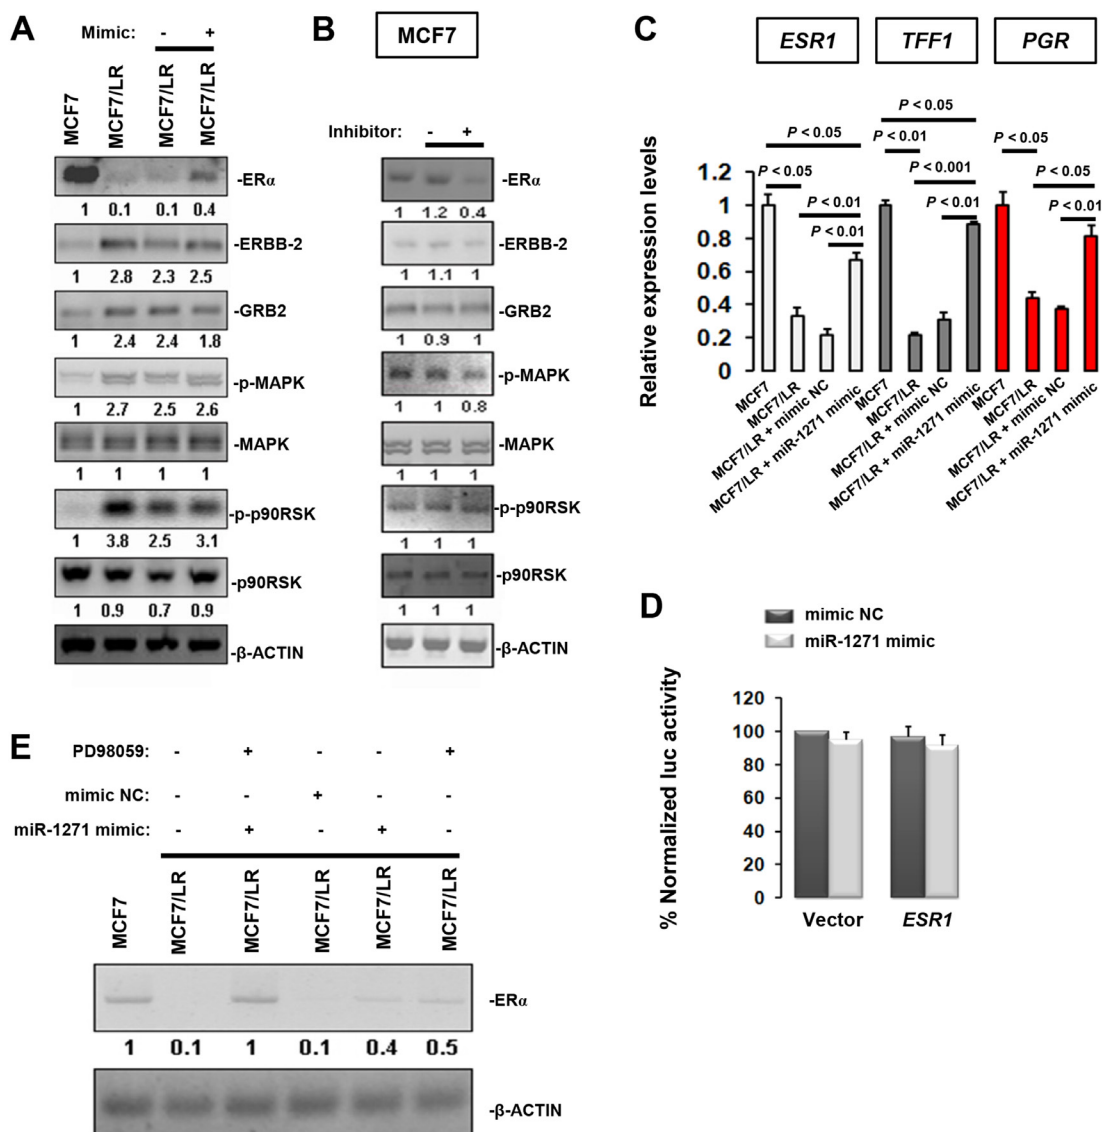 A
Mimic: - +
MCF7
MCF7/LR
MCF7/LR
MCF7/LR
-ERα
1 0.1 0.1 0.4
-ERBB-2
1 2.8 2.3 2.5
-GRB2
1 2.4 2.4 1.8
-p-MAPK
1 2.7 2.5 2.6
-MAPK
1 1 1 1
-p-p90RSK
1 3.8 2.5 3.1
-p90RSK
1 0.9 0.7 0.9
-β-ACTIN
B
MCF7
Inhibitor: - +
-ERα
1 1.2 0.4
-ERBB-2
1 1.1 1
-GRB2
1 0.9 1
-p-MAPK
1 1 0.8
-MAPK
1 1 1
-p-p90RSK
1 1 1
-p90RSK
1 1 1
-β-ACTIN
C
ESR1 TFF1 PGR
P < 0.05
P < 0.05 P < 0.01 P < 0.05
P < 0.05 P < 0.001 P < 0.05
P < 0.01 P < 0.01 P < 0.01
P < 0.01
Relative expression levels
1.2
1
0.8
0.6
0.4
0.2
0
MCF7
MCF7/LR
MCF7/LR + mimic NC
MCF7/LR + miR-1271 mimic
MCF7
MCF7/LR
MCF7/LR + mimic NC
MCF7/LR + miR-1271 mimic
MCF7
MCF7/LR
MCF7/LR + mimic NC
MCF7/LR + miR-1271 mimic
D
mimic NC
miR-1271 mimic
% Normalized luc activity
120
100
80
60
40
20
0
Vector ESR1
E
PD98059: - + - - +
mimic NC: - - + - -
miR-1271 mimic: - + - + -
MCF7
MCF7/LR
MCF7/LR
MCF7/LR
MCF7/LR
MCF7/LR
-ERα
1 0.1 1 0.1 0.4 0.5
-β-ACTIN